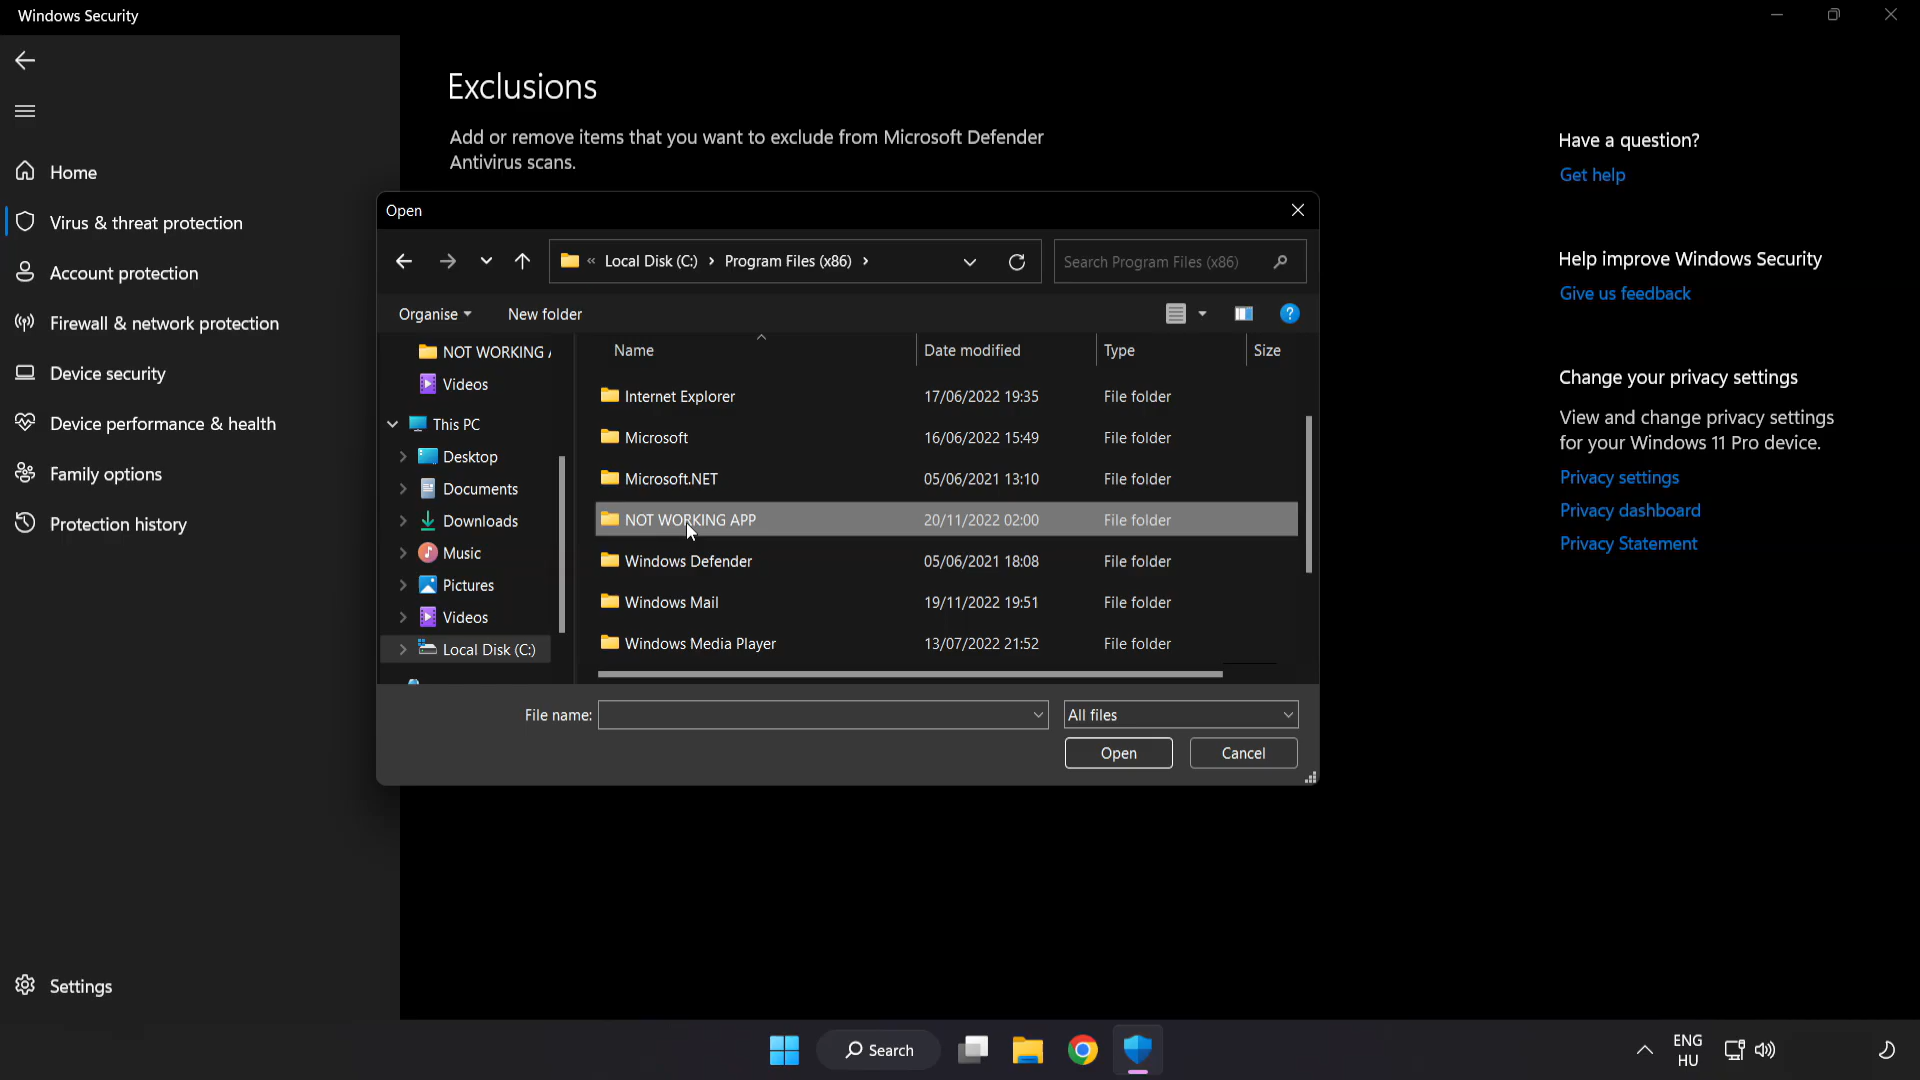 Windows Security
Home
Virus & threat protection
Account protection
Firewall & network protection
Device security
Device performance & health
Family options
Protection history
Settings
Exclusions
Add or remove items that you want to exclude from Microsoft Defender
Antivirus scans.
Open
« Local Disk (C:) > Program Files (x86) >
Search Program Files (x86)
Organise
New folder
?
NOT WORKING
Videos
This PC
Desktop
Documents
Downloads
Music
Pictures
Videos
Local Disk (C:)
Name Date modified Type Size
Internet Explorer 17/06/2022 19:35 File folder
Microsoft 16/06/2022 15:49 File folder
Microsoft.NET 05/06/2021 13:10 File folder
NOT WORKING APP 20/11/2022 02:00 File folder
Windows Defender 05/06/2021 18:08 File folder
Windows Mail 19/11/2022 19:51 File folder
Windows Media Player 13/07/2022 21:52 File folder
File name:
All files
Open
Cancel
Have a question?
Get help
Help improve Windows Security
Give us feedback
Change your privacy settings
View and change privacy settings
for your Windows 11 Pro device.
Privacy settings
Privacy dashboard
Privacy Statement
Search
ENG
HU